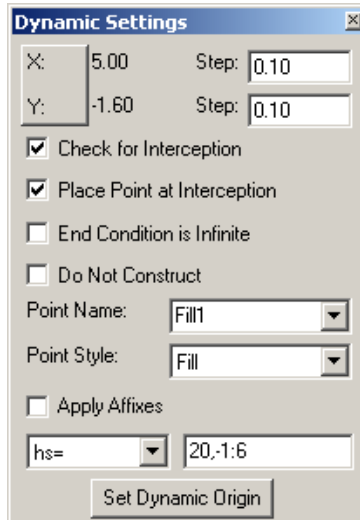 Dynamic Settings
X: 5.00 Step: 0.10
Y: -1.60 Step: 0.10
Check for Interception
Place Point at Interception
End Condition is Infinite
Do Not Construct
Point Name: Fill1
Point Style: Fill
Apply Affixes
hs= 20,-1:6
Set Dynamic Origin